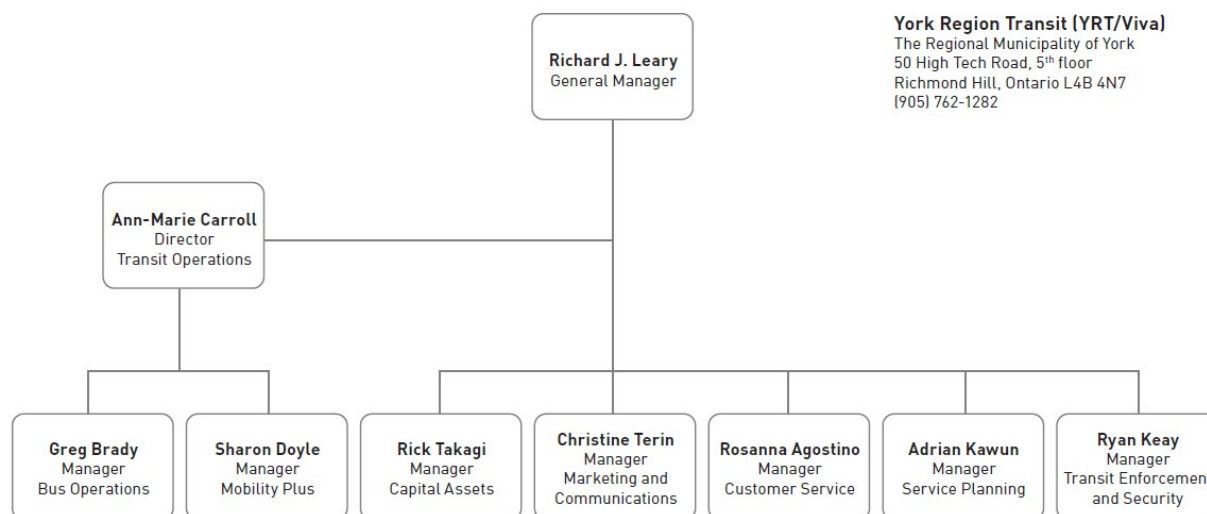 Richard J. Leary
General Manager
York Region Transit (YRT/Viva)
The Regional Municipality of York
50 High Tech Road, 5th floor
Richmond Hill, Ontario L4B 4N7
(905) 762-1282
Ann-Marie Carroll
Director
Transit Operations
Greg Brady
Manager
Bus Operations
Sharon Doyle
Manager
Mobility Plus
Rick Takagi
Manager
Capital Assets
Christine Terin
Manager
Marketing and
Communications
Rosanna Agostino
Manager
Customer Service
Adrian Kawun
Manager
Service Planning
Ryan Keay
Manager
Transit Enforcement
and Security